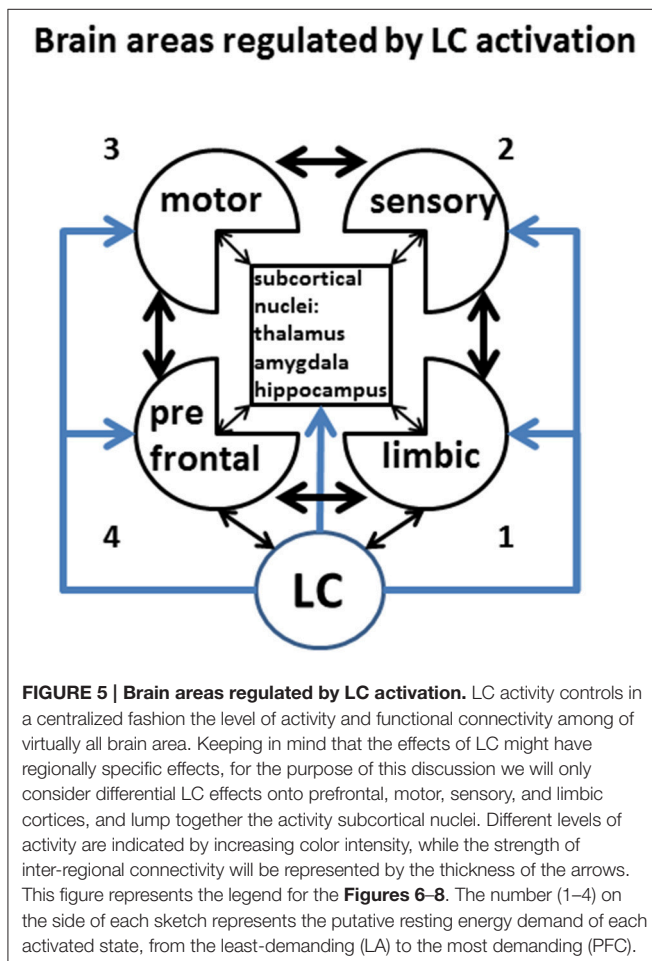 Brain areas regulated by LC activation
3
2
motor
sensory
subcortical
nuclei:
thalamus
amygdala
hippocampus
pre
frontal
limbic
4
1
LC
FIGURE 5 | Brain areas regulated by LC activation. LC activity controls in
a centralized fashion the level of activity and functional connectivity among of
virtually all brain area. Keeping in mind that the effects of LC might have
regionally specific effects, for the purpose of this discussion we will only
consider differential LC effects onto prefrontal, motor, sensory, and limbic
cortices, and lump together the activity subcortical nuclei. Different levels of
activity are indicated by increasing color intensity, while the strength of
inter-regional connectivity will be represented by the thickness of the arrows.
This figure represents the legend for the Figures 6–8. The number (1–4) on
the side of each sketch represents the putative resting energy demand of each
activated state, from the least-demanding (LA) to the most demanding (PFC).